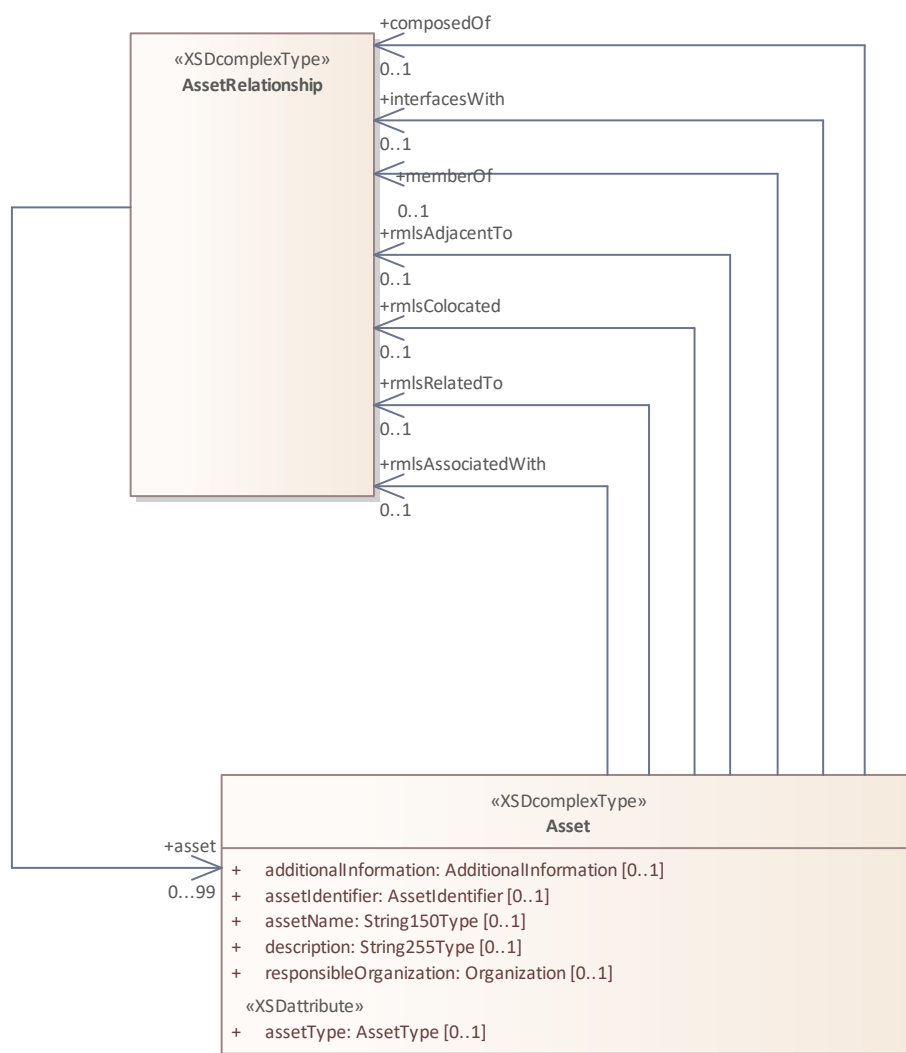 +composedOf
«XSDcomplexType»
AssetRelationship
0..1
+interfacesWith
0..1
+memberOf
0..1
+rmlsAdjacentTo
0..1
+rmlsColocated
0..1
+rmlsRelatedTo
0..1
+rmlsAssociatedWith
0..1
«XSDcomplexType»
Asset
+asset
0...99
+ additionalInformation: AdditionalInformation [0..1]
+ assetIdentifier: AssetIdentifier [0..1]
+ assetName: String150Type [0..1]
+ description: String255Type [0..1]
+ responsibleOrganization: Organization [0..1]
«XSDattribute»
+ assetType: AssetType [0..1]